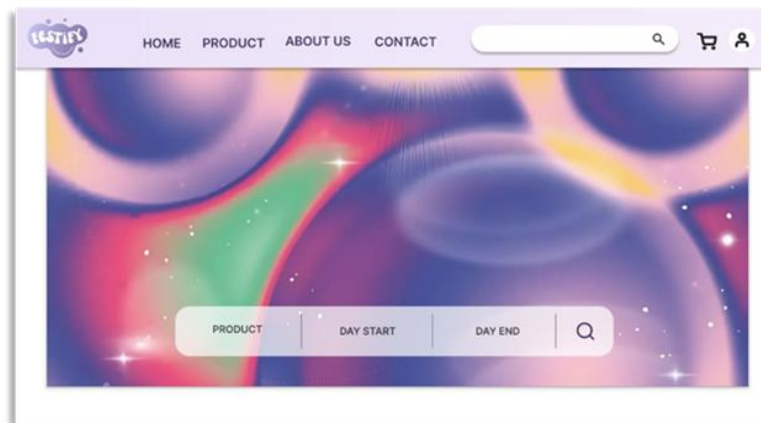 FESTIFY
HOME PRODUCT ABOUT US CONTACT
PRODUCT DAY START DAY END